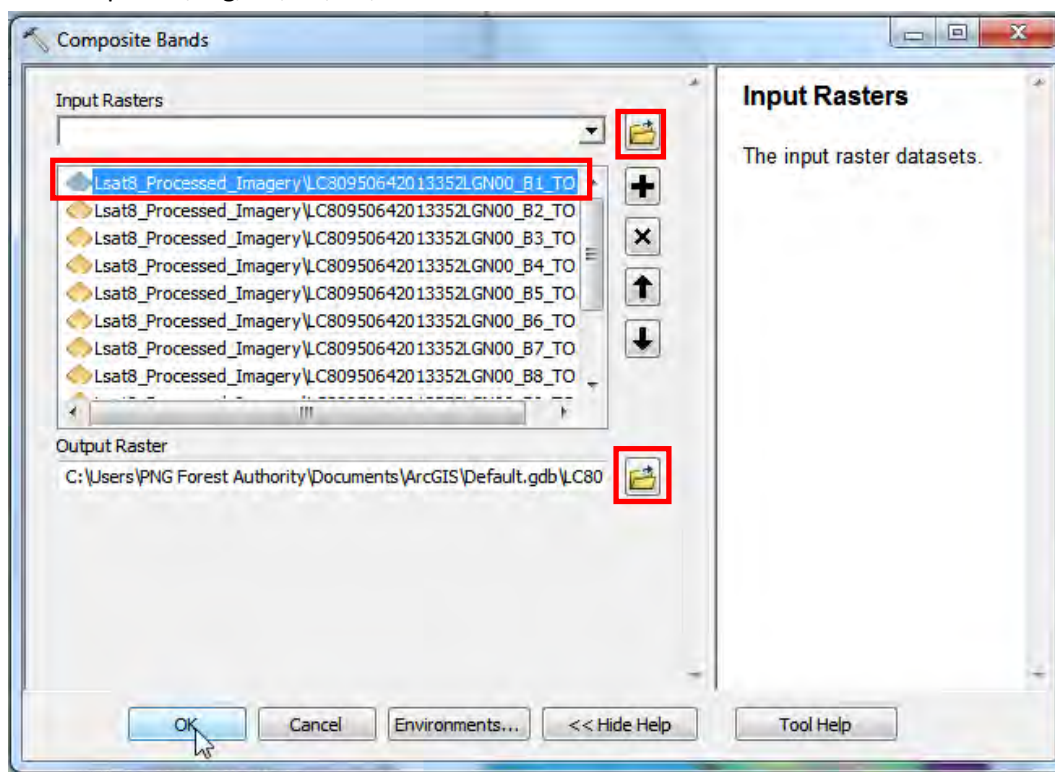 Composite Bands
Input Rasters
Lsat8_Processed_Imagery\LC80950642013352LGN00_B1_TO
Lsat8_Processed_Imagery\LC80950642013352LGN00_B2_TO
Lsat8_Processed_Imagery\LC80950642013352LGN00_B3_TO
Lsat8_Processed_Imagery\LC80950642013352LGN00_B4_TO
Lsat8_Processed_Imagery\LC80950642013352LGN00_B5_TO
Lsat8_Processed_Imagery\LC80950642013352LGN00_B6_TO
Lsat8_Processed_Imagery\LC80950642013352LGN00_B7_TO
Lsat8_Processed_Imagery\LC80950642013352LGN00_B8_TO
Output Raster
C:\Users\PNG Forest Authority\Documents\ArcGIS\Default.gdb\LC80
OK Cancel Environments... << Hide Help Tool Help
Input Rasters
The input raster datasets.